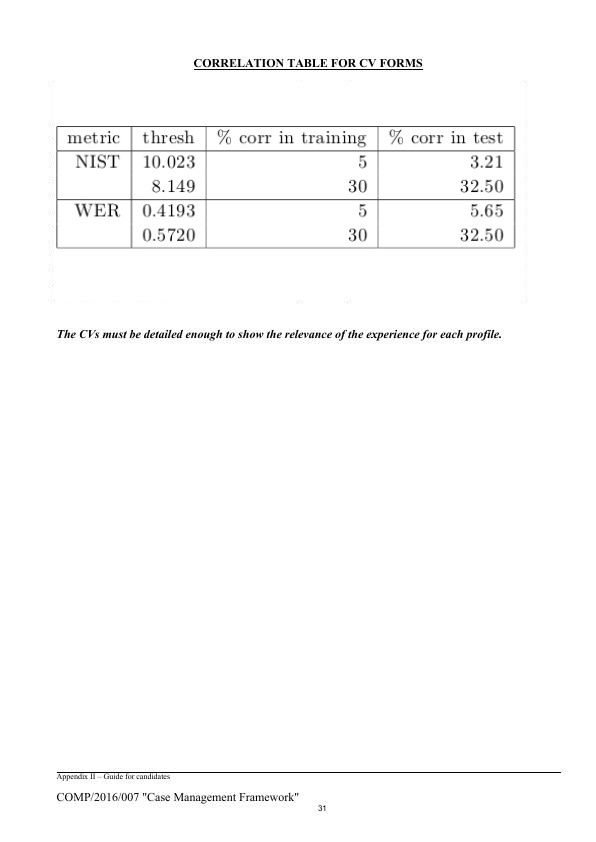 CORRELATION TABLE FOR CV FORMS
metric thresh % corr in training % corr in test
NIST 10.023 5 3.21
8.149 30 32.50
WER 0.4193 5 5.65
0.5720 30 32.50
The CVs must be detailed enough to show the relevance of the experience for each profile.
Appendix II – Guide for candidates
COMP/2016/007 "Case Management Framework"
31